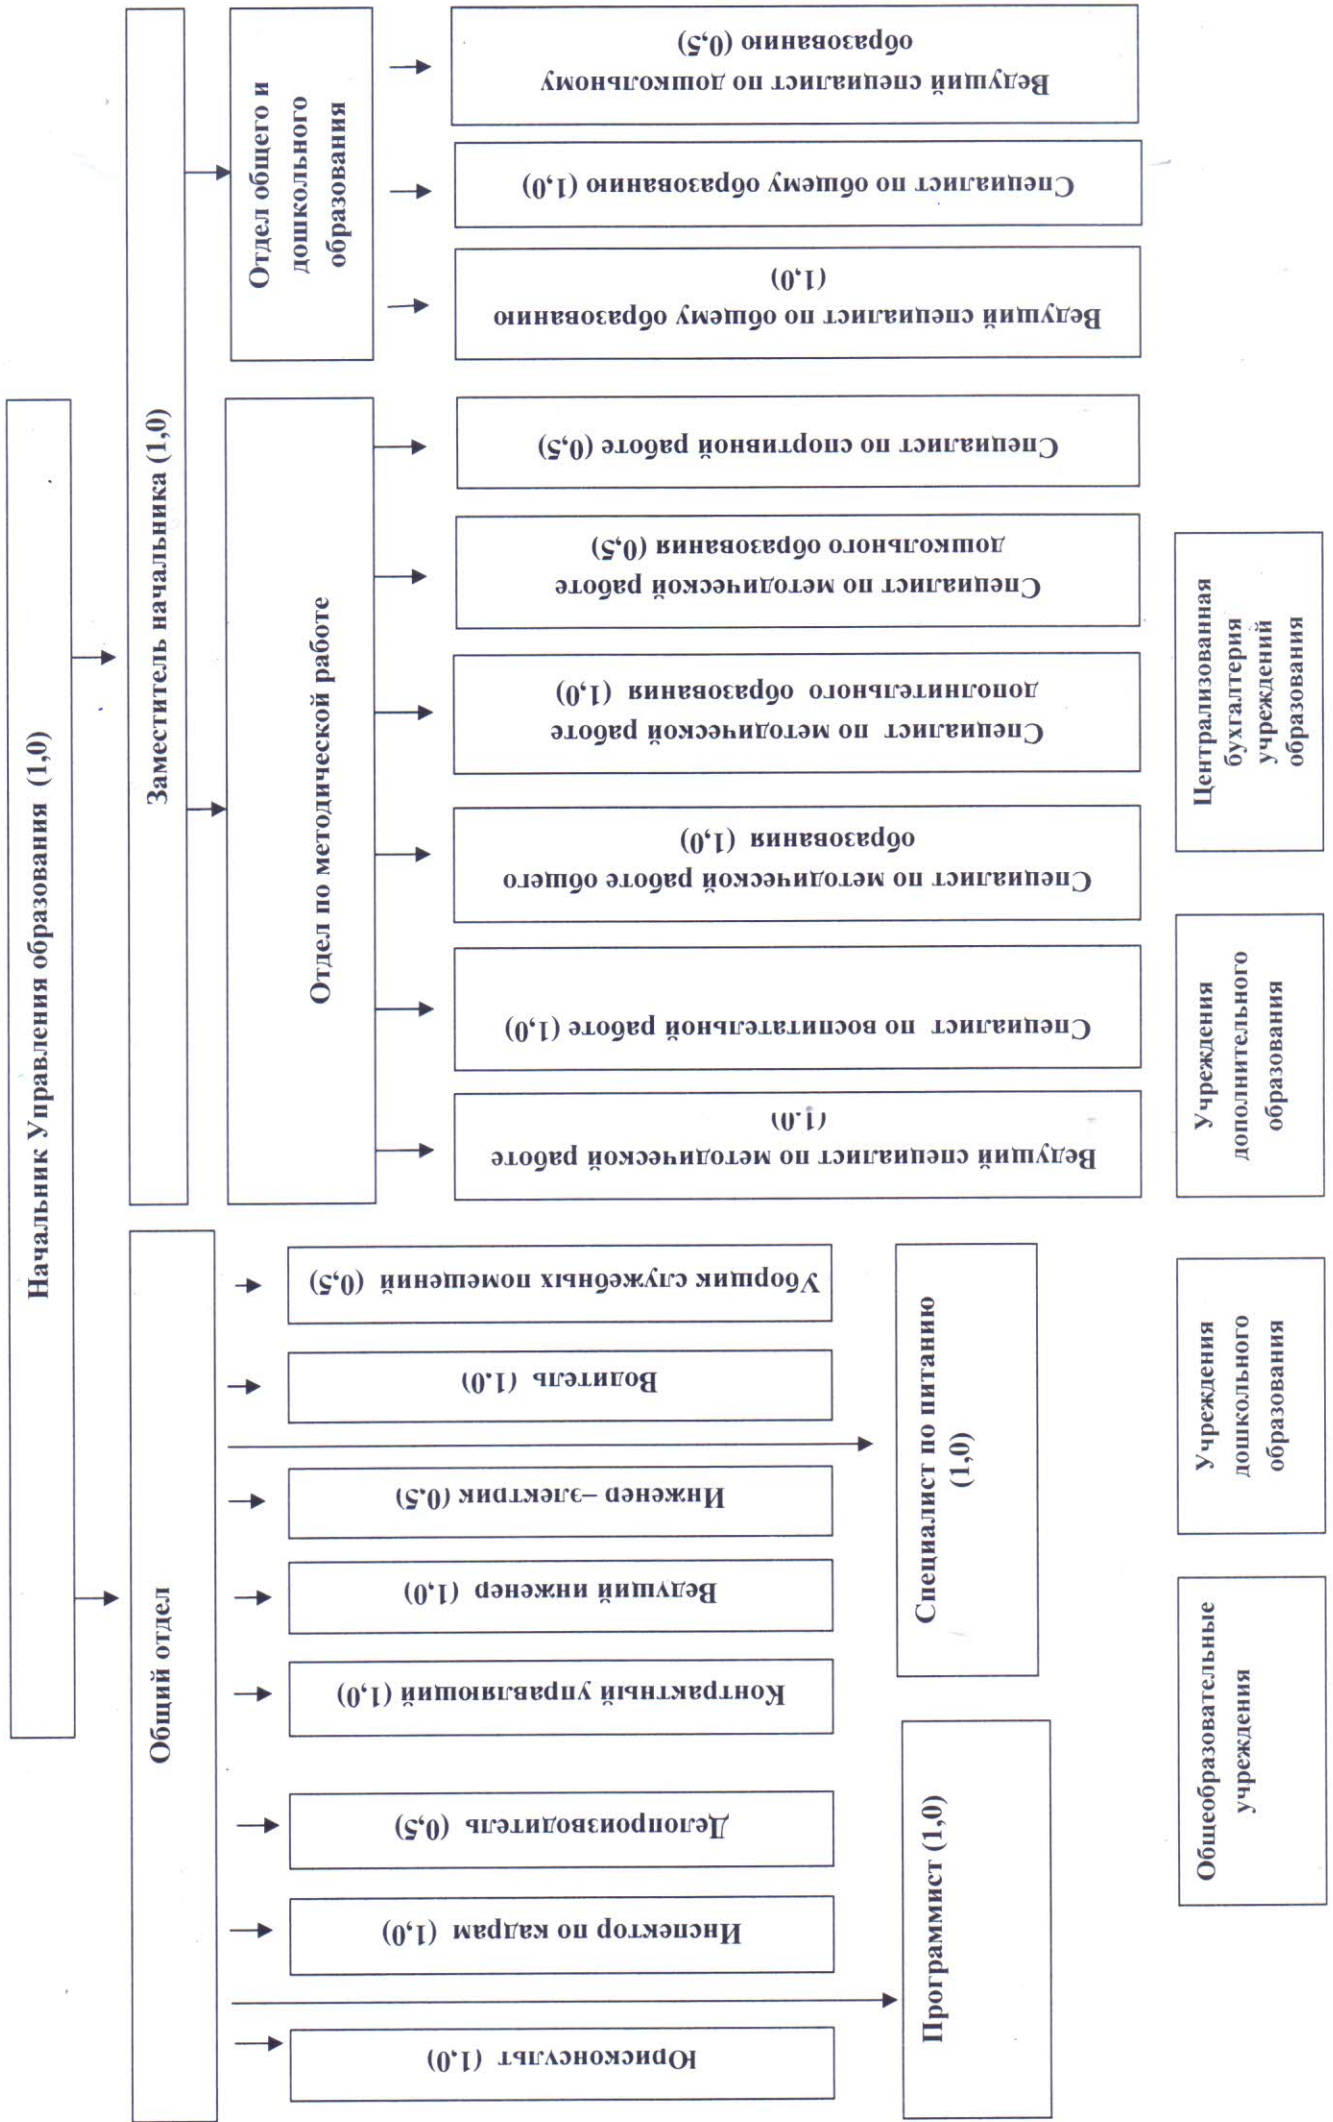 Начальник Управления образования (1,0)
Общий отдел
Заместитель начальника (1,0)
Отдел по методической работе
Отдел общего и
дошкольного
образования
Юрисконсульт (1,0)
Инспектор по кадрам (1,0)
Делопроизводитель (0,5)
Контрактный управляющий (1,0)
Ведущий инженер (1,0)
Инженер –электрик (0,5)
Водитель (1.0)
Уборщик служебных помещений (0,5)
Ведущий специалист по методической работе
(1.0)
Специалист по воспитательной работе (1,0)
Специалист по методической работе общего
образования (1,0)
Специалист по методической работе
дополнительного образования (1,0)
Специалист по методической работе
дошкольного образования (0,5)
Специалист по спортивной работе (0,5)
Ведущий специалист по общему образованию
(1,0)
Специалист по общему образованию (1,0)
Ведущий специалист по дошкольному
образованию (0,5)
Программист (1,0)
Специалист по питанию
(1,0)
Общеобразовательные
учреждения
Учреждения
дошкольного
образования
Учреждения
дополнительного
образования
Централизованная
бухгалтерия
учреждений
образования